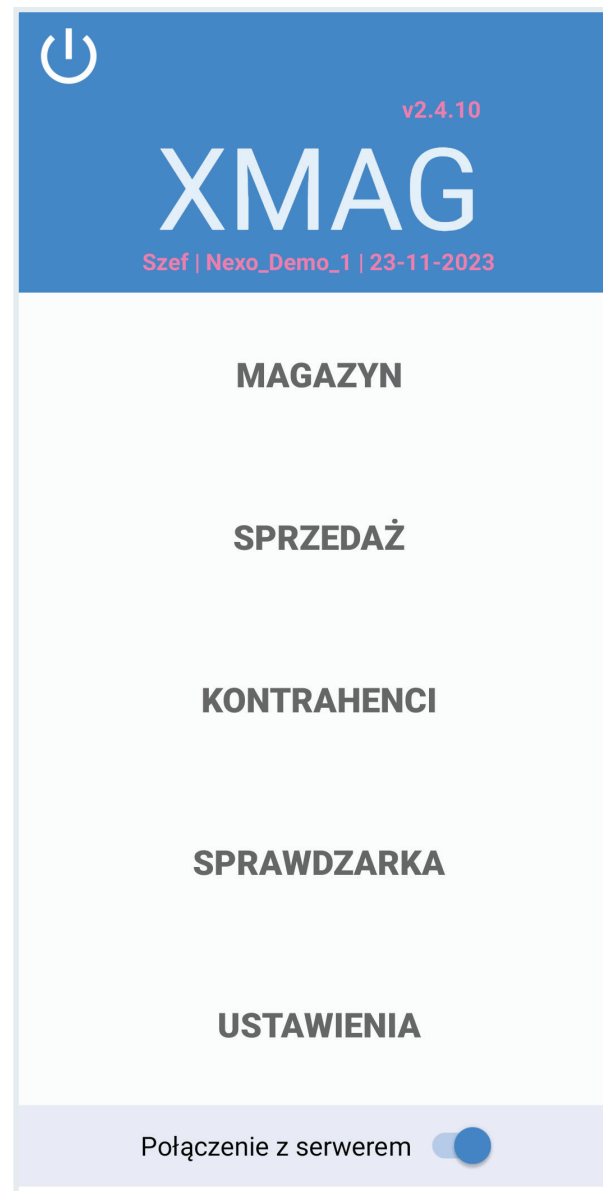 v2.4.10
XMAG
Szef | Nexo_Demo_1 | 23-11-2023
MAGAZYN
SPRZEDAŻ
KONTRAHENCI
SPRAWDZARKA
USTAWIENIA
Połączenie z serwerem